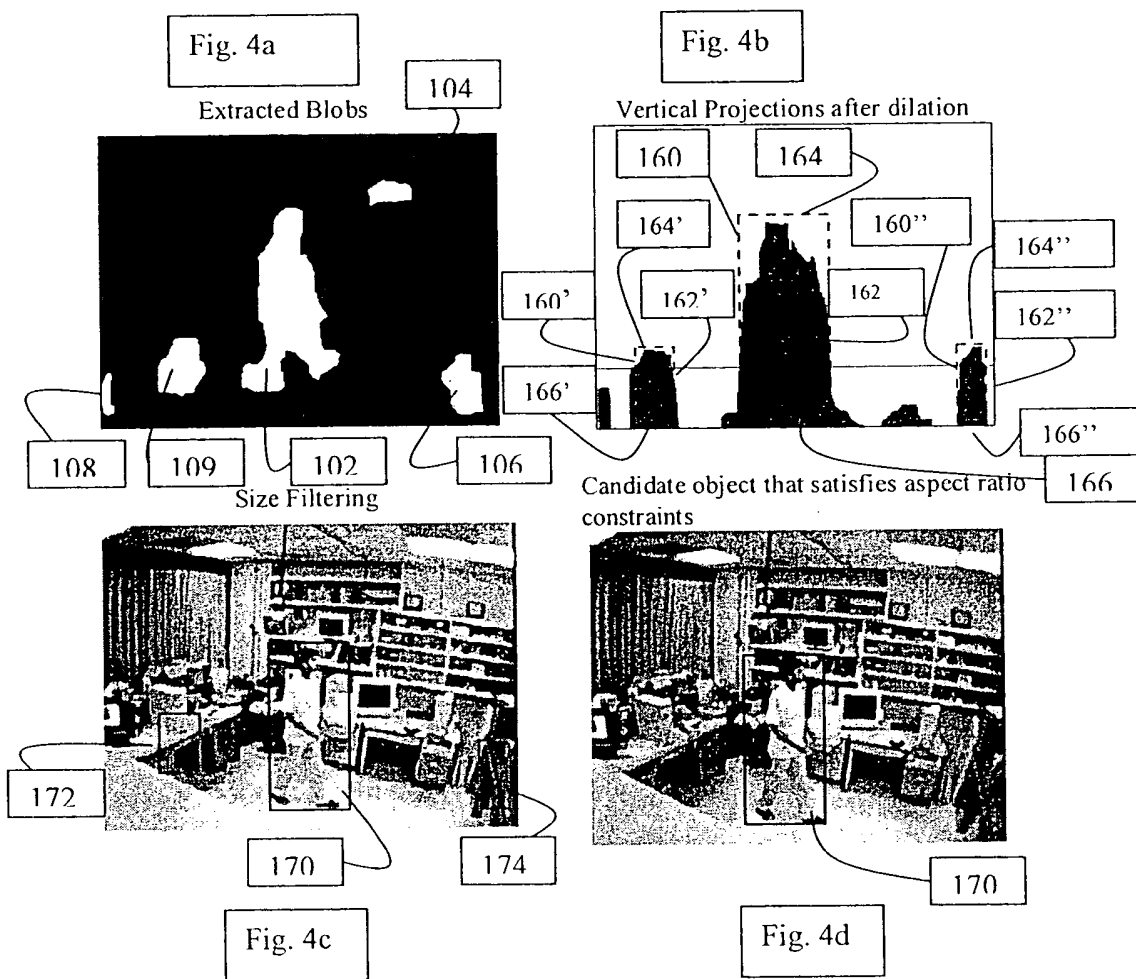 Fig. 4a
Fig. 4b
104
Extracted Blobs
Vertical Projections after dilation
160
164
164'
160''
164''
160'
162'
162
162''
166'
166''
108
109
102
106
166
Size Filtering
Candidate object that satisfies aspect ratio
constraints
172
170
174
170
Fig. 4c
Fig. 4d